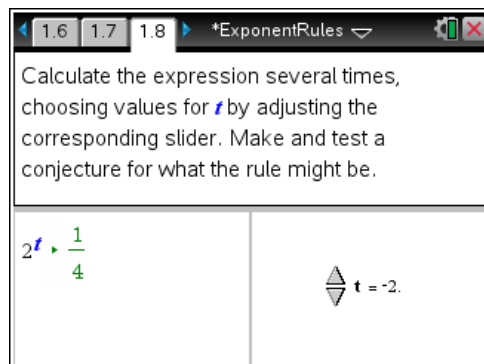 1.6 1.7 1.8 *ExponentRules
Calculate the expression several times,
choosing values for t by adjusting the
corresponding slider. Make and test a
conjecture for what the rule might be.
2^t ▸ 1/4
t = -2.